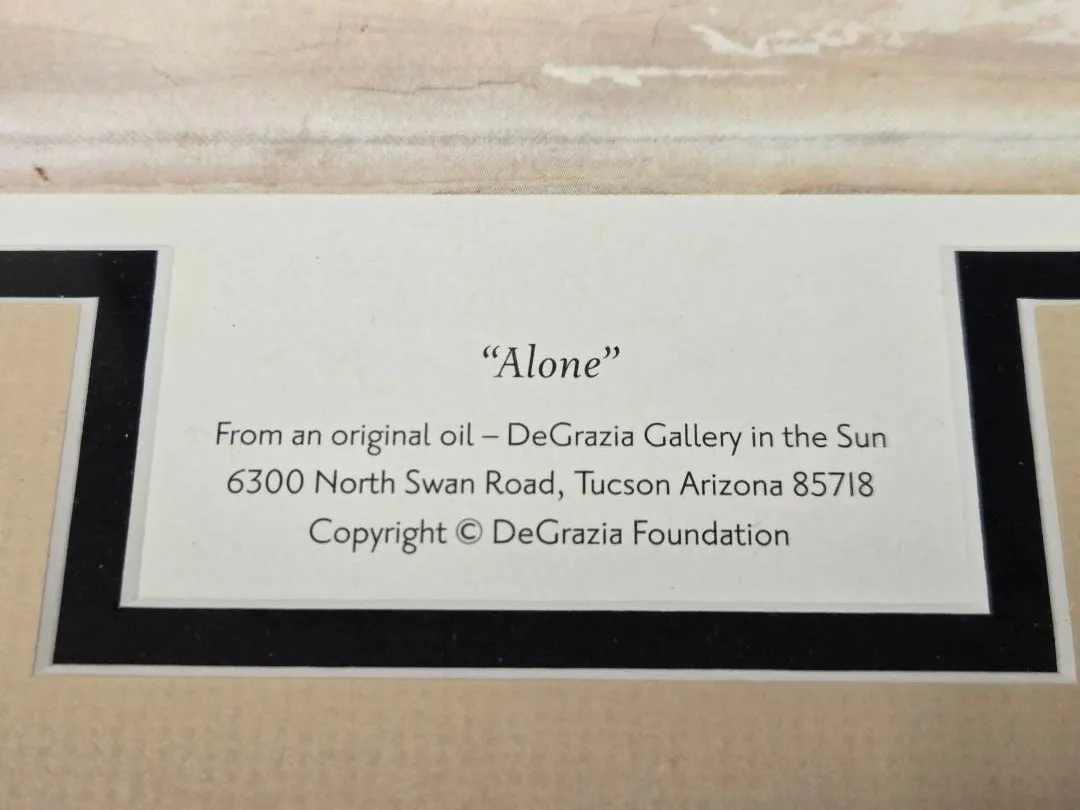 “Alone”
From an original oil – DeGrazia Gallery in the Sun
6300 North Swan Road, Tucson Arizona 85718
Copyright © DeGrazia Foundation